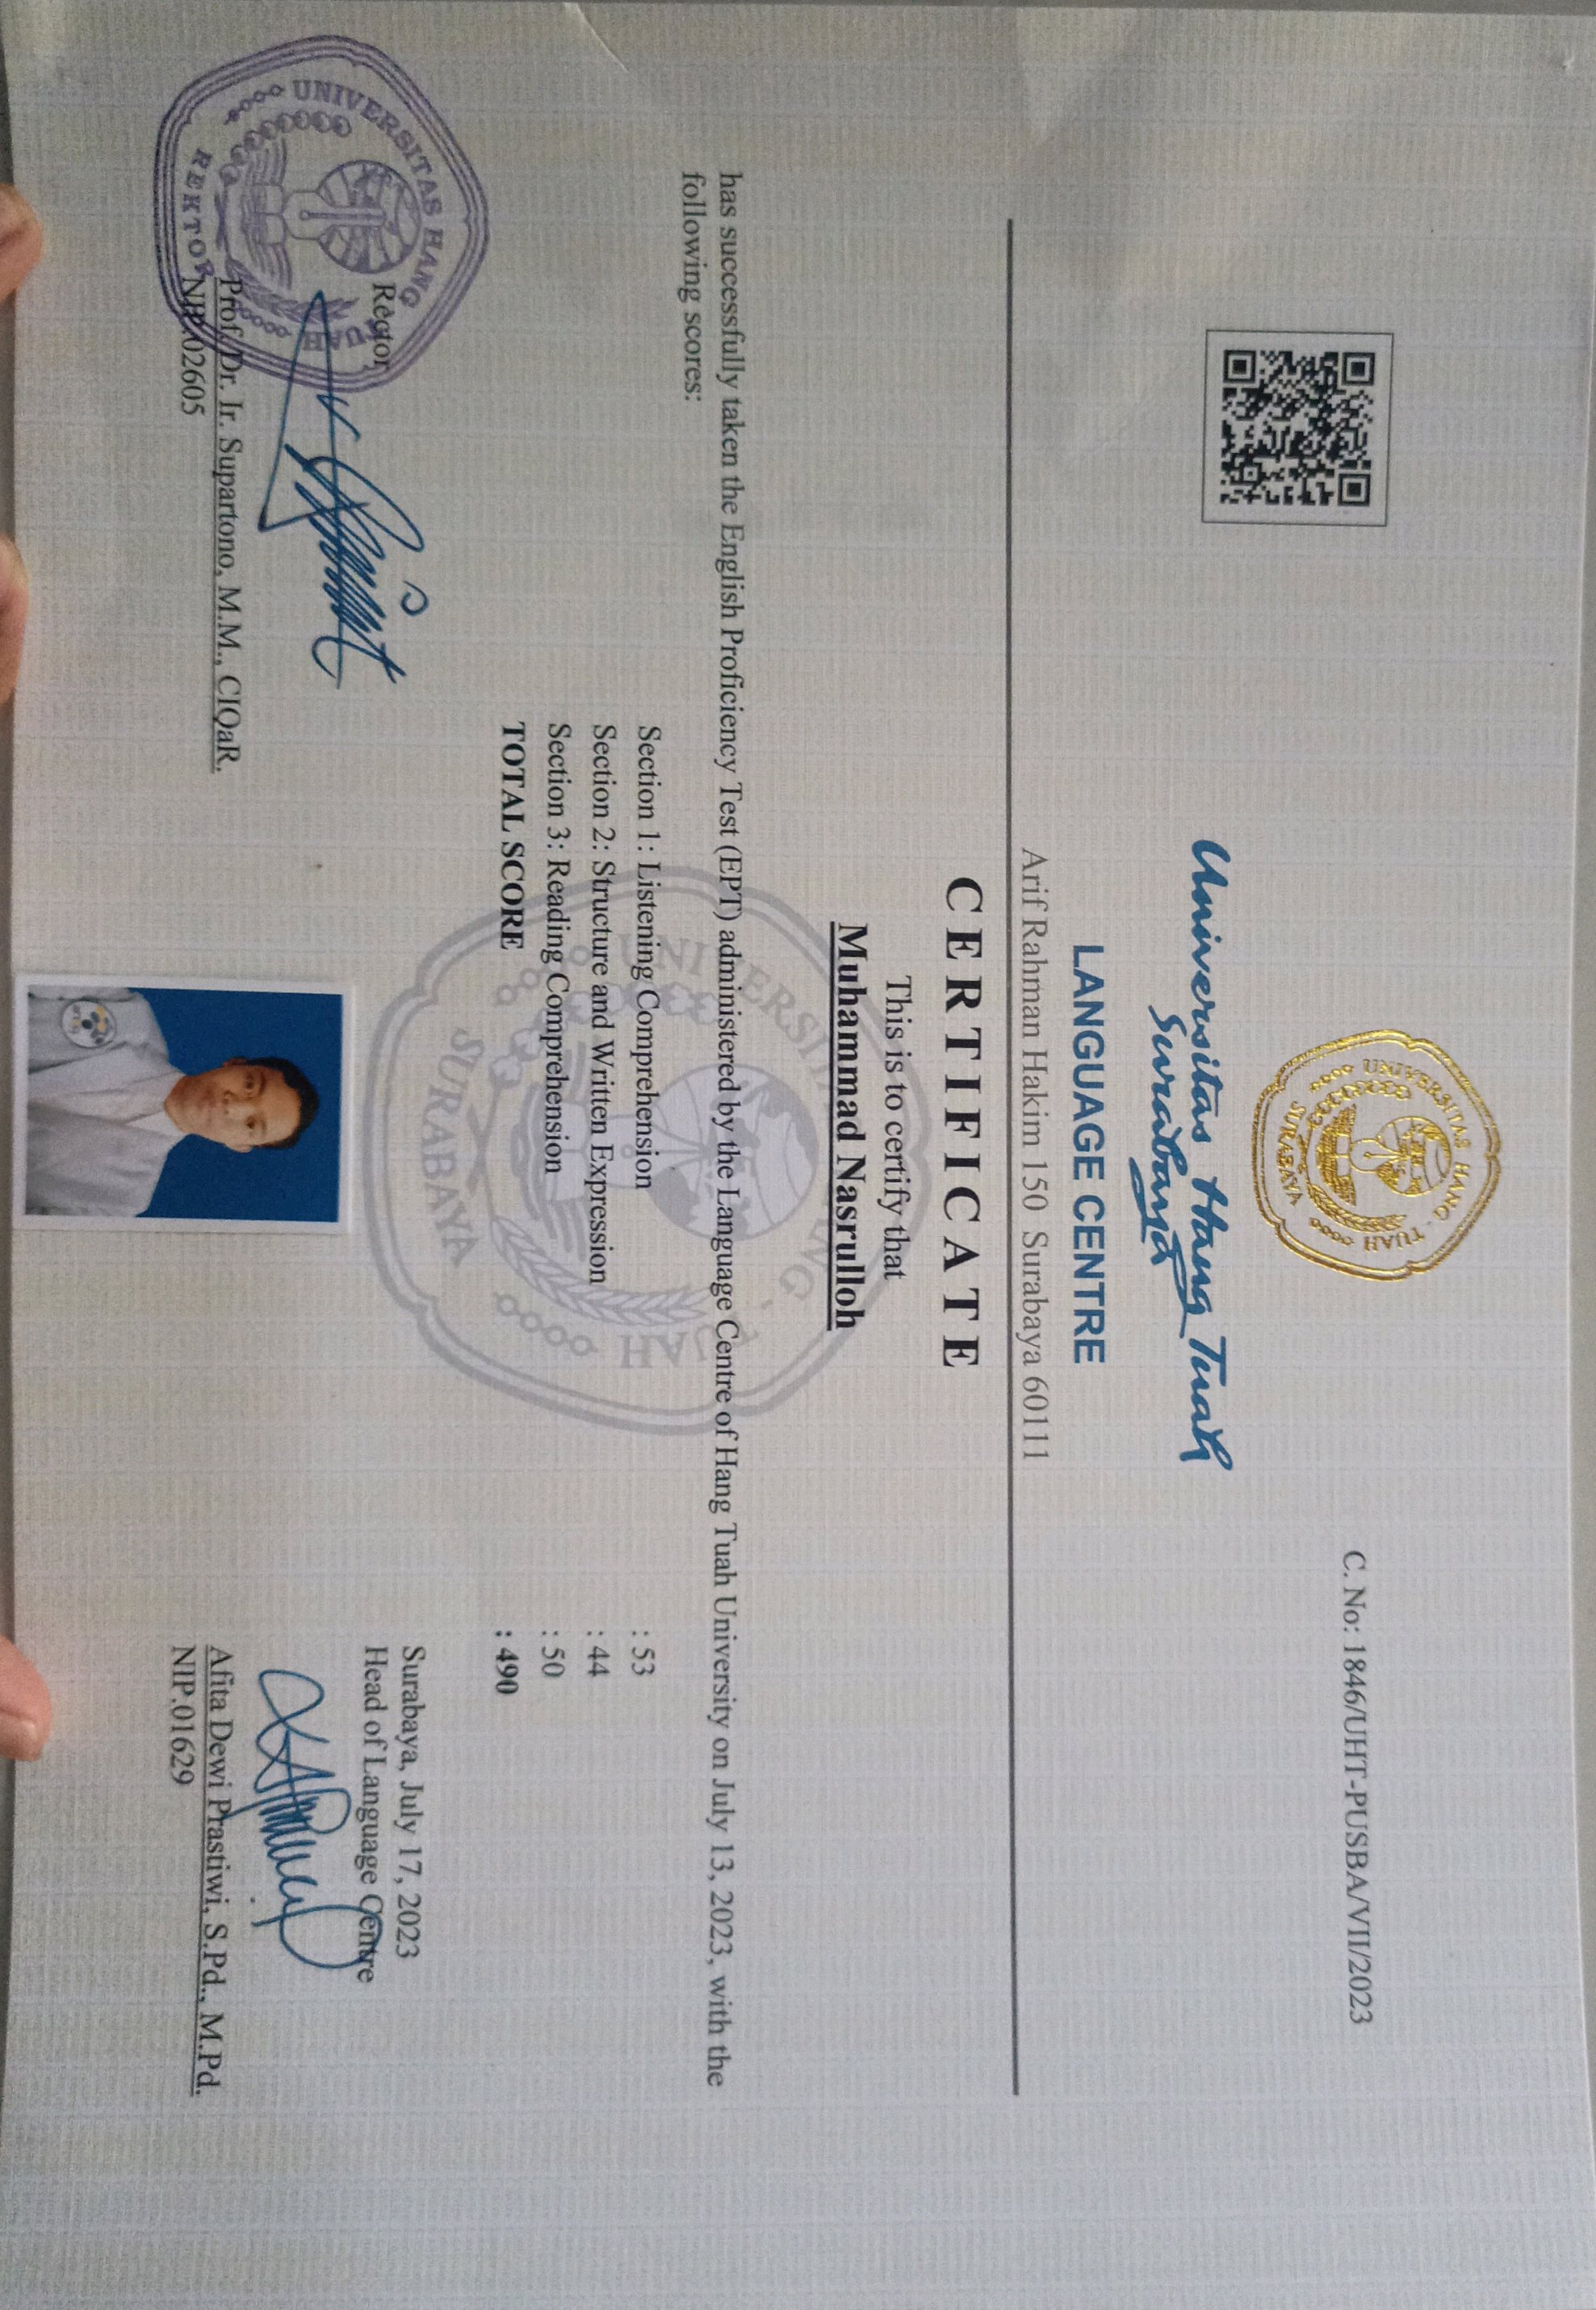 UNIVERSITAS HANG - TUAH
SURABAYA
C. No: 1846/UHT-PUSBA/VII/2023
Universitas Hang Tuah
Surabaya
LANGUAGE CENTRE
Arif Rahman Hakim 150 Surabaya 60111
CERTIFICATE
This is to certify that
Muhammad Nasrulloh
UNIVERSITAS HANG - TUAH
has successfully taken the English Proficiency Test (EPT) administered by the Language Centre of Hang Tuah University on July 13, 2023, with the
following scores:
Section 1: Listening Comprehension : 53
Section 2: Structure and Written Expression : 44
Section 3: Reading Comprehension : 50
TOTAL SCORE : 490
SURABAYA
UNIVERSITAS HANG TUAH
REKTOR
Rector
Prof. Dr. Ir. Supartono, M.M., CIQaR.
NIP.02605
Surabaya, July 17, 2023
Head of Language Centre
Afita Dewi Prastiwi, S.Pd., M.Pd.
NIP.01629